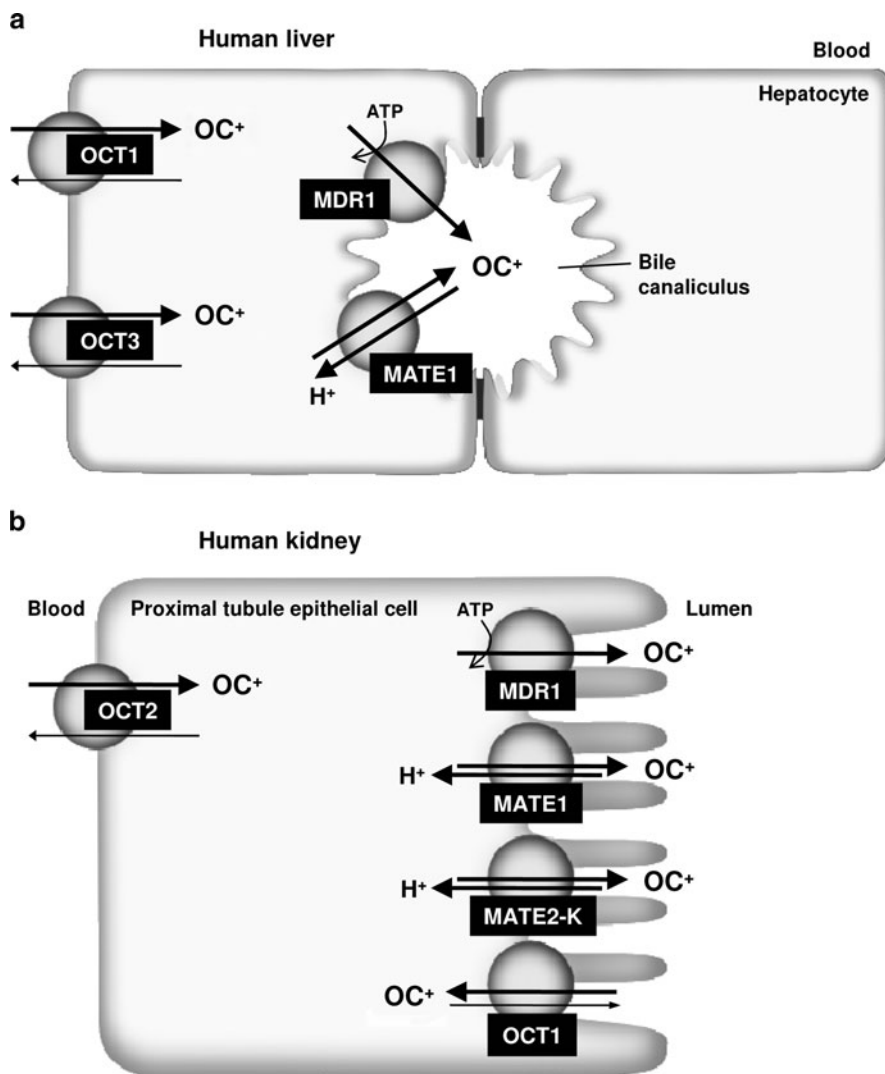 a
Human liver
Blood
Hepatocyte
ATP
OC+
OCT1
MDR1
OC+
Bile
canaliculus
OC+
OCT3
MATE1
H+
b
Human kidney
Blood
Proximal tubule epithelial cell
Lumen
ATP
OC+
MDR1
OC+
OCT2
H+
OC+
MATE1
H+
OC+
MATE2-K
OC+
OCT1